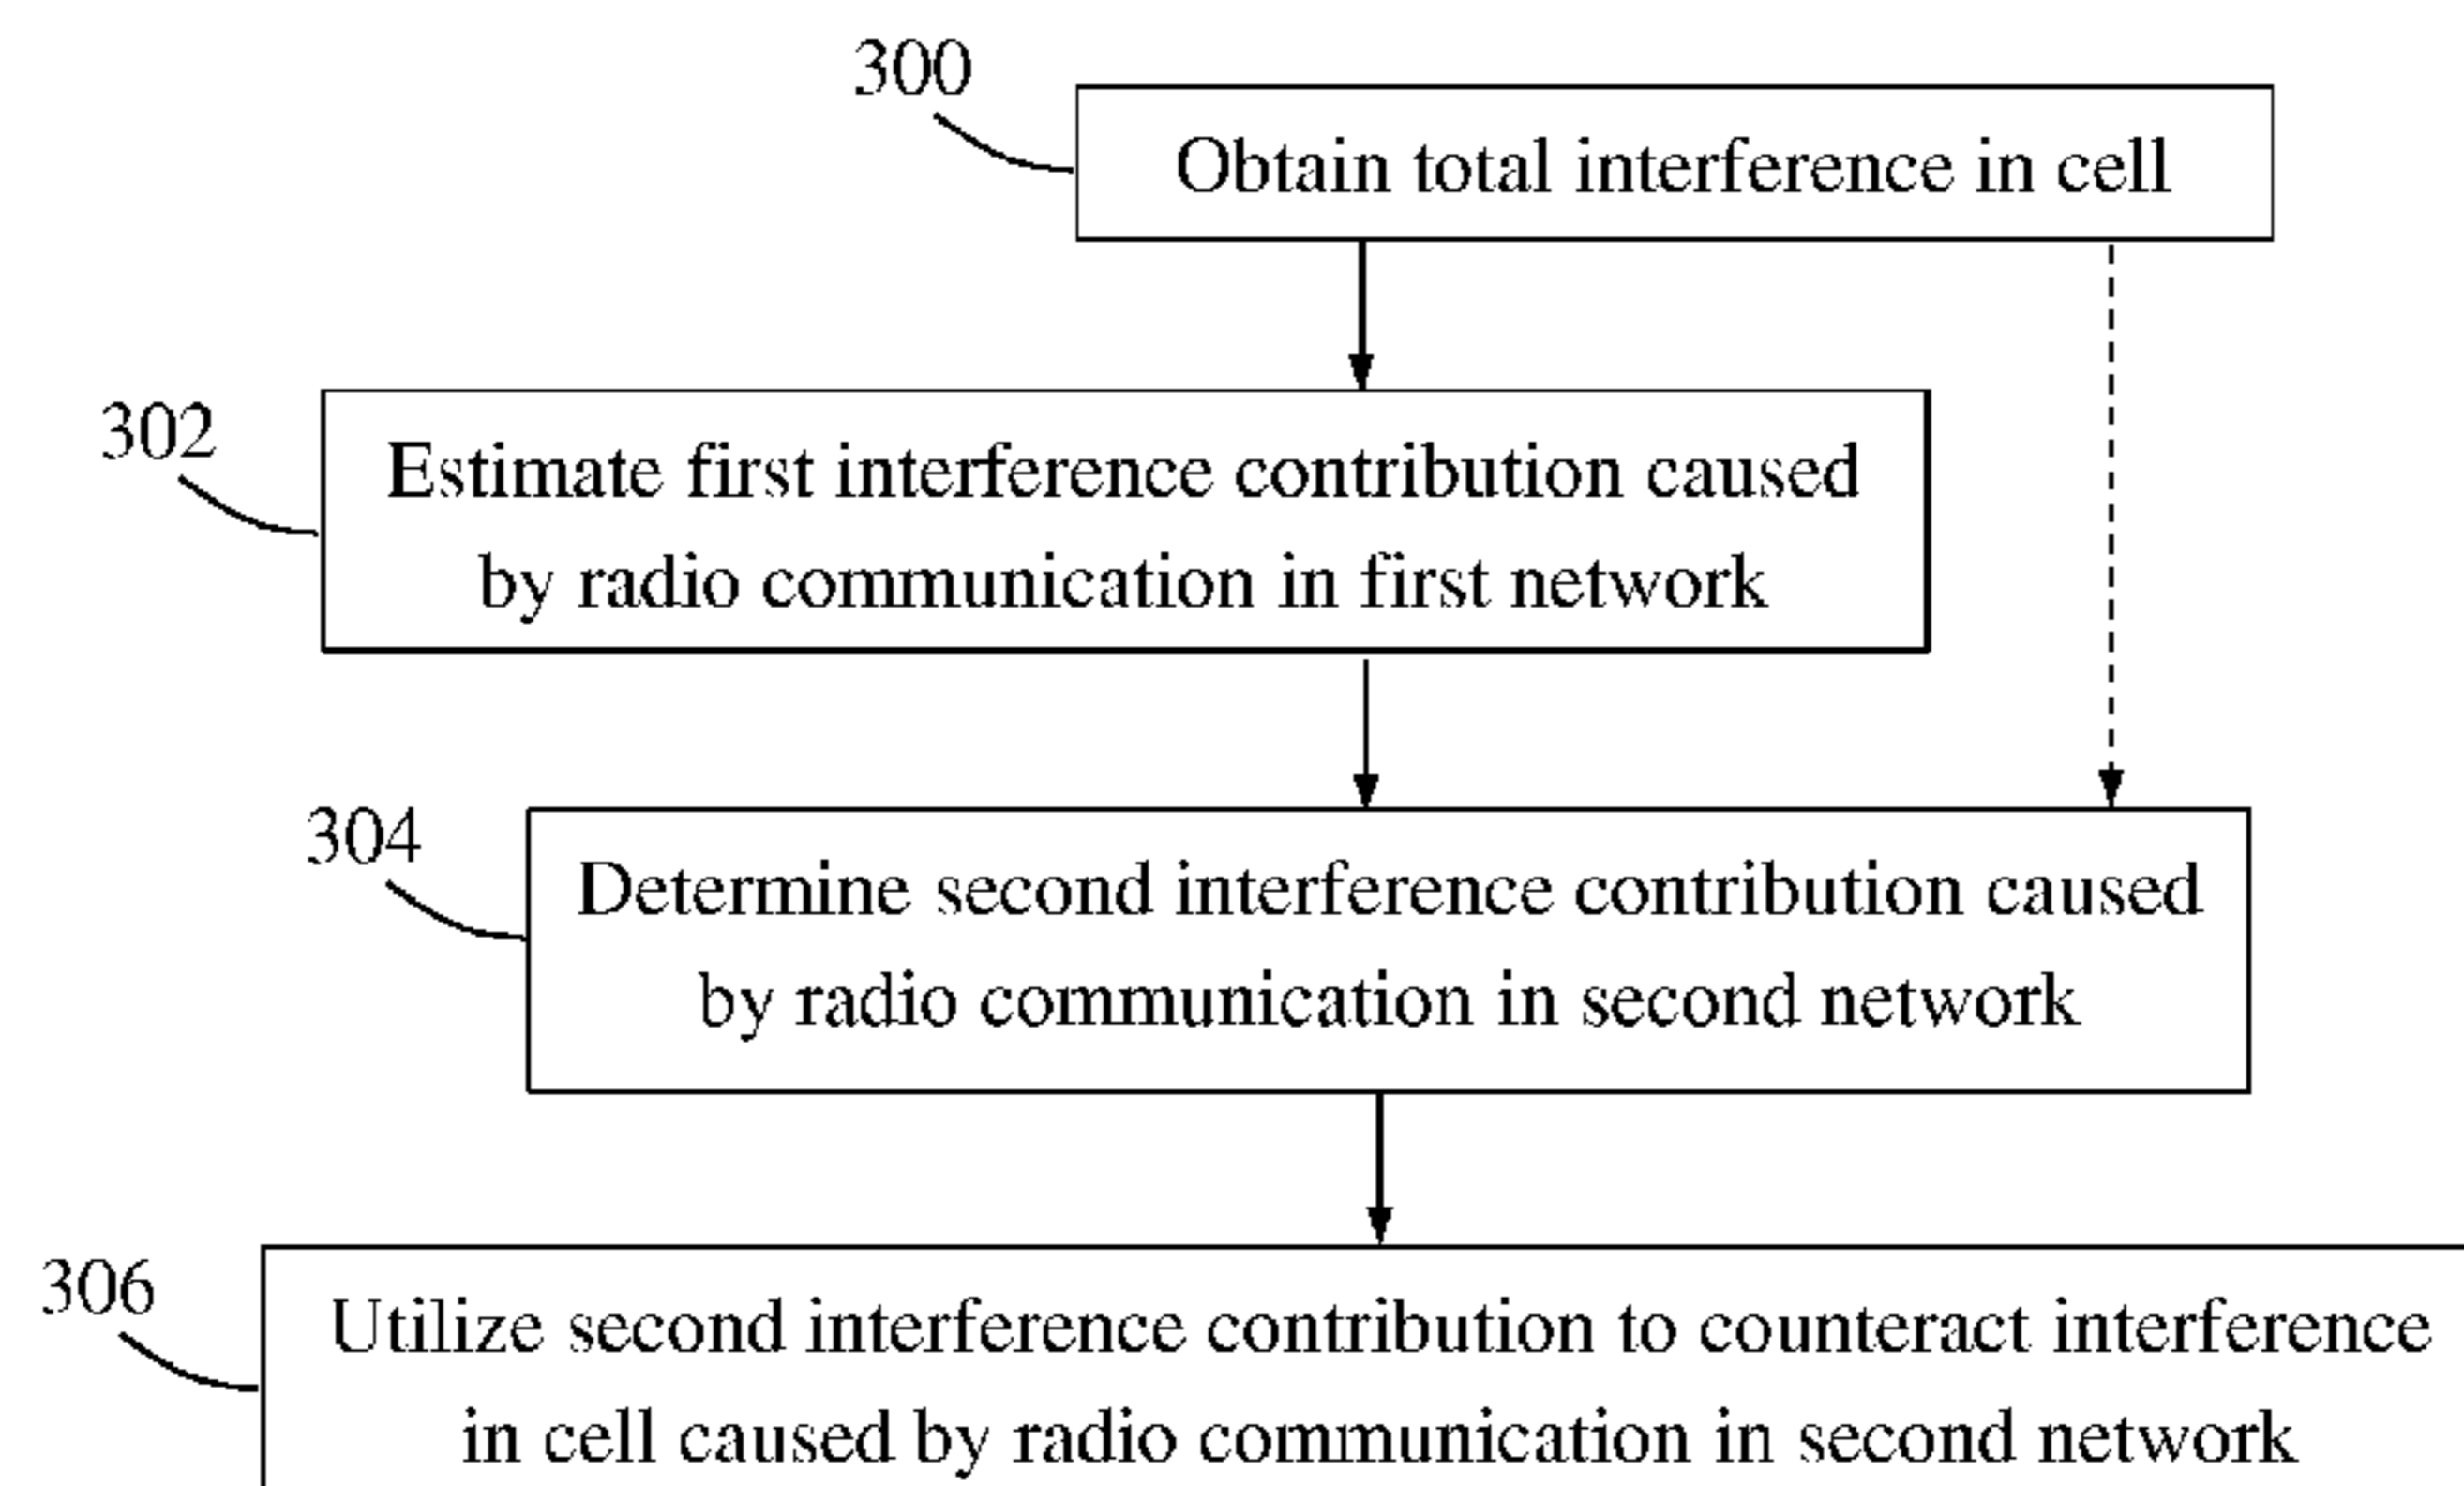 300
Obtain total interference in cell
302
Estimate first interference contribution caused
by radio communication in first network
304
Determine second interference contribution caused
by radio communication in second network
306
Utilize second interference contribution to counteract interference
in cell caused by radio communication in second network